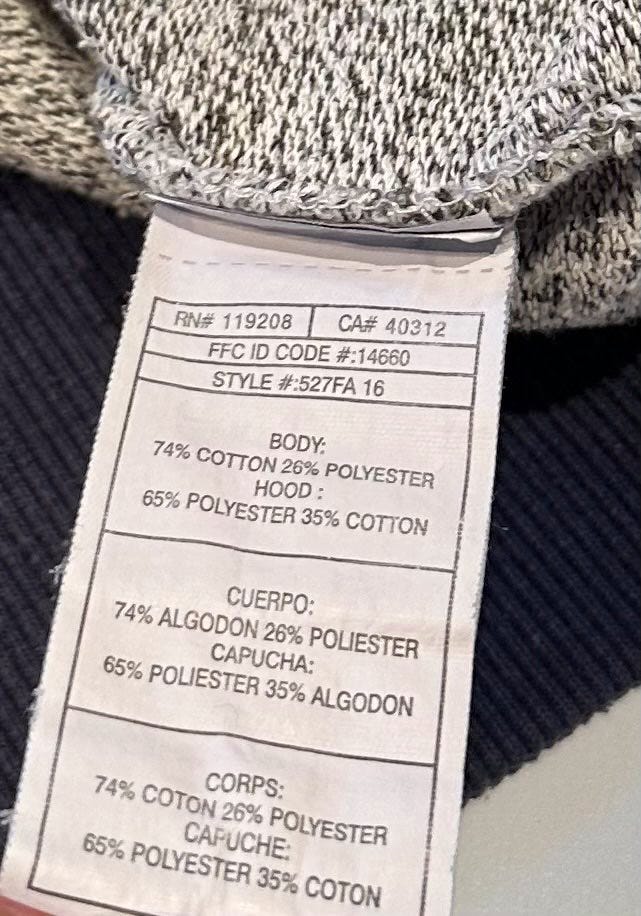 RN# 119208 CA# 40312
FFC ID CODE #:14660
STYLE #:527FA 16
BODY:
74% COTTON 26% POLYESTER
HOOD :
65% POLYESTER 35% COTTON
CUERPO:
74% ALGODON 26% POLIESTER
CAPUCHA:
65% POLIESTER 35% ALGODON
CORPS:
74% COTON 26% POLYESTER
CAPUCHE:
65% POLYESTER 35% COTON